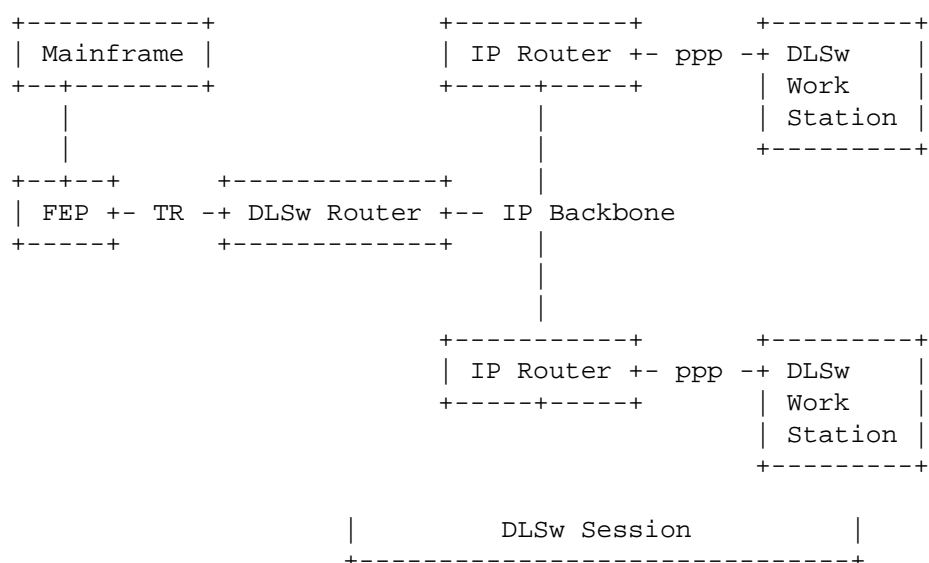 +-----------+ +-----------+ +---------+
| Mainframe | | IP Router +- ppp -+ DLSw |
+--+--------+ +-----+-----+ | Work |
| | | Station |
| | +---------+
+--+--+ +-------------+ |
| FEP +- TR -+ DLSw Router +-- IP Backbone
+-----+ +-------------+ |
|
|
+-----------+ +---------+
| IP Router +- ppp -+ DLSw |
+-----+-----+ | Work |
| Station |
+---------+
| DLSw Session |
+-------------------------------+